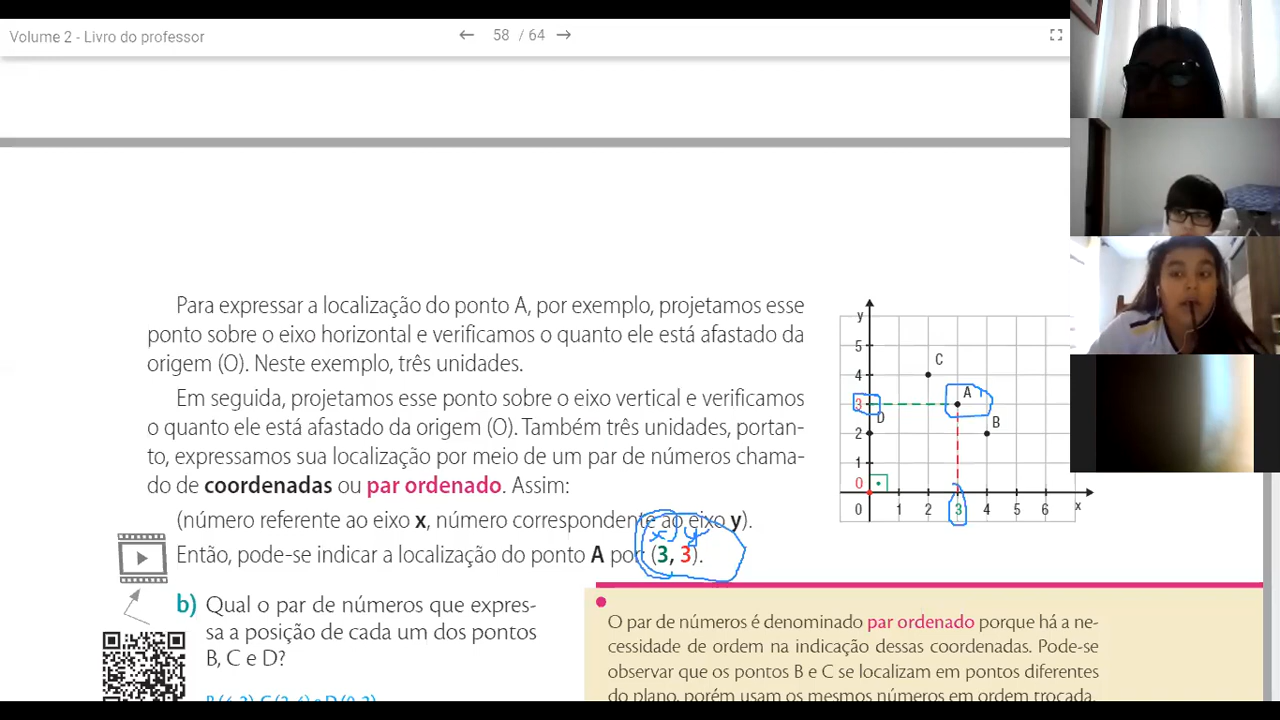 Volume 2 - Livro do professor
58 / 64
Para expressar a localização do ponto A, por exemplo, projetamos esse
ponto sobre o eixo horizontal e verificamos o quanto ele está afastado da
origem (O). Neste exemplo, três unidades.
Em seguida, projetamos esse ponto sobre o eixo vertical e verificamos
o quanto ele está afastado da origem (O). Também três unidades, portan-
to, expressamos sua localização por meio de um par de números chama-
do de coordenadas ou par ordenado. Assim:
(número referente ao eixo x, número correspondente ao eixo y).
x y
Então, pode-se indicar a localização do ponto A por (3, 3).
b) Qual o par de números que expres-
sa a posição de cada um dos pontos
B, C e D?
y
5
C
4
A
3
D
B
2
1
0
0 1 2 3 4 5 6 x
O par de números é denominado par ordenado porque há a ne-
cessidade de ordem na indicação dessas coordenadas. Pode-se
observar que os pontos B e C se localizam em pontos diferentes
do plano, porém usam os mesmos números em ordem trocada.